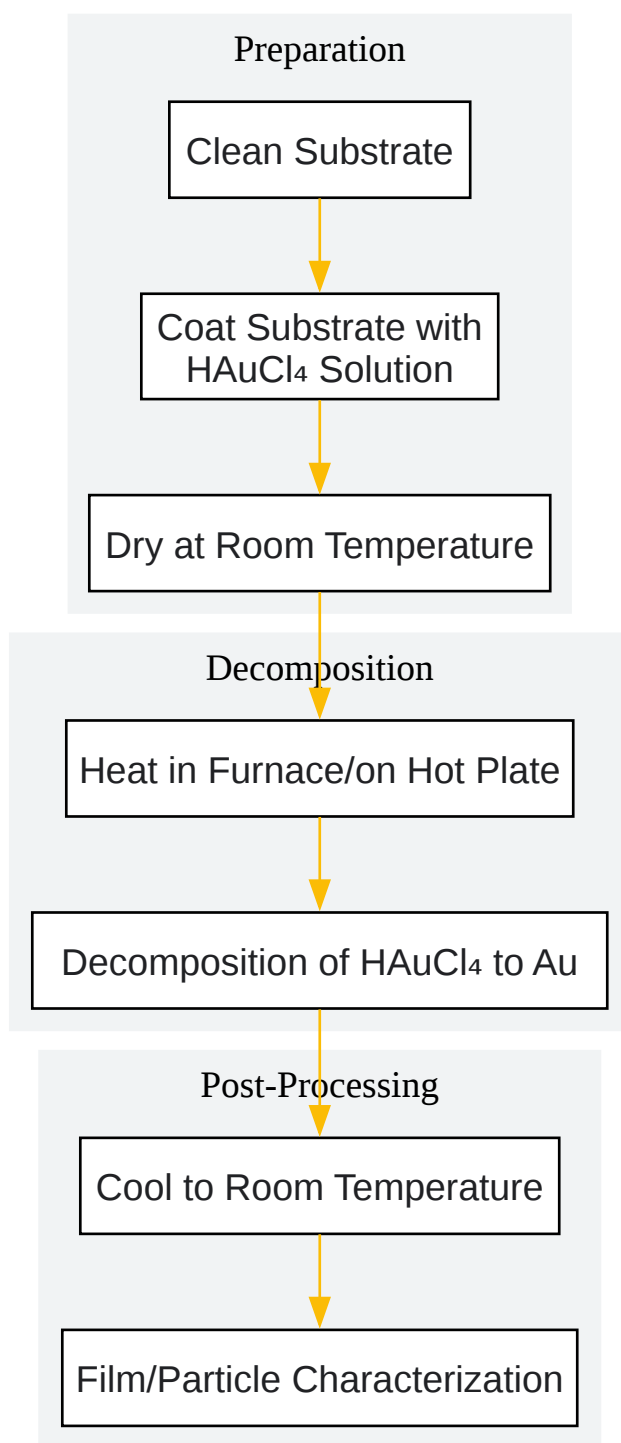 Preparation
Clean Substrate
Coat Substrate with
HAuCl₄ Solution
Dry at Room Temperature
Decomposition
Heat in Furnace/on Hot Plate
Decomposition of HAuCl₄ to Au
Post-Processing
Cool to Room Temperature
Film/Particle Characterization